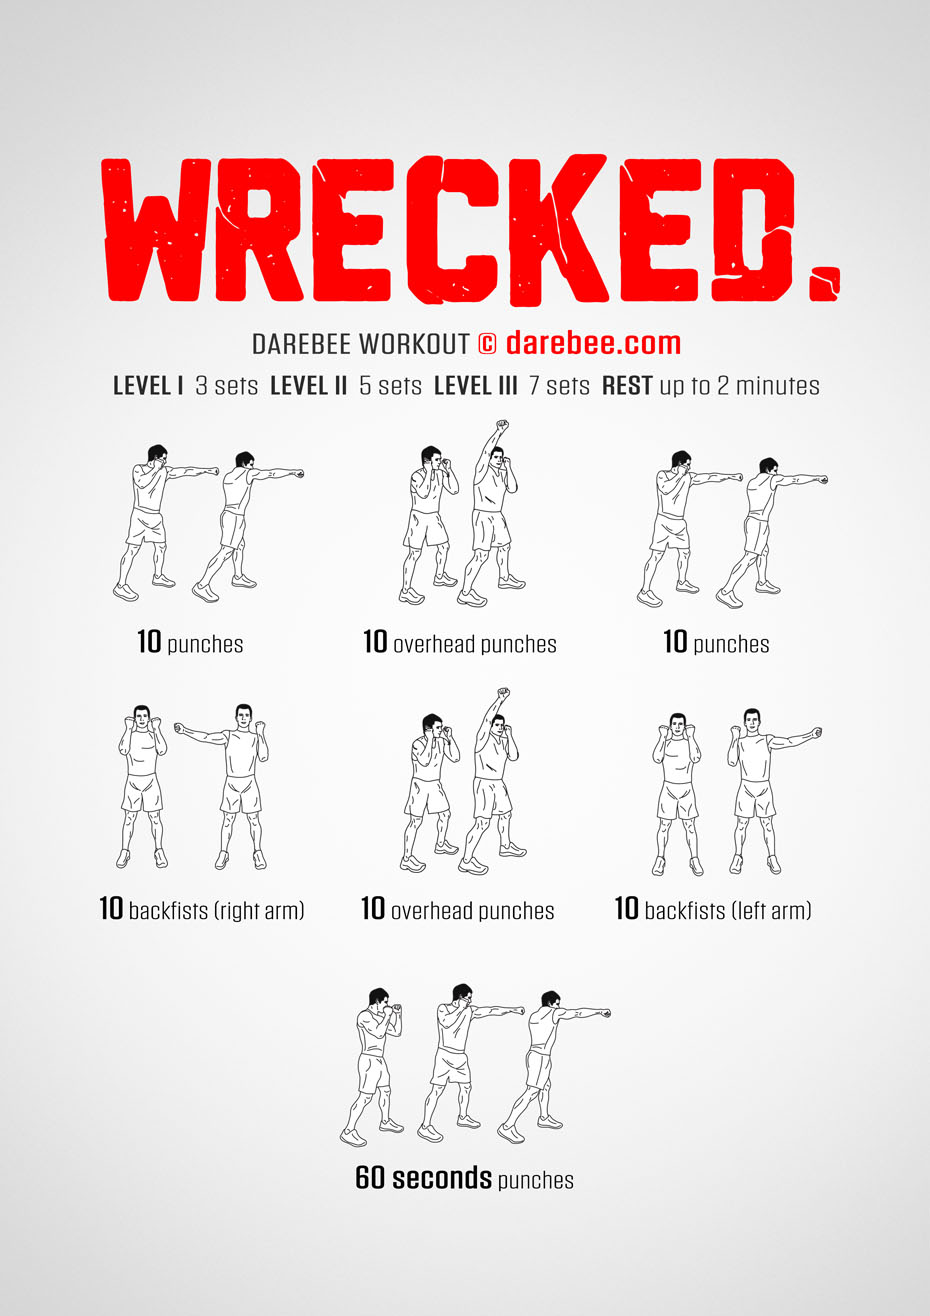 WRECKED.
DAREBEE WORKOUT © darebee.com
LEVEL I 3 sets LEVEL II 5 sets LEVEL III 7 sets REST up to 2 minutes
10 punches
10 overhead punches
10 punches
10 backfists (right arm)
10 overhead punches
10 backfists (left arm)
60 seconds punches